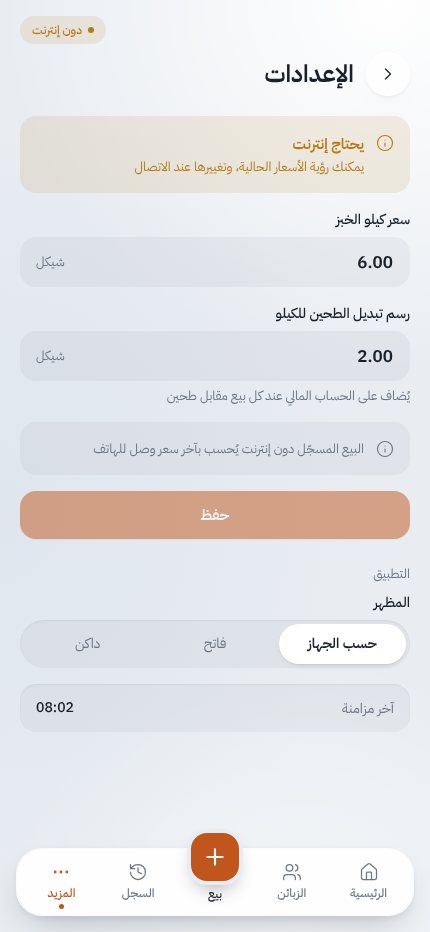 دون إنترنت
الإعدادات
يحتاج إنترنت
يمكنك رؤية الأسعار الحالية، وتغييرها عند الاتصال
سعر كيلو الخبز
6.00 شيكل
رسم تبديل الطحين للكيلو
2.00 شيكل
يُضاف على الحساب المالي عند كل بيع مقابل طحين
البيع المسجّل دون إنترنت يُحسب بآخر سعر وصل للهاتف
حفظ
التطبيق
المظهر
حسب الجهاز فاتح داكن
آخر مزامنة 08:02
الرئيسية الزبائن بيع السجل المزيد